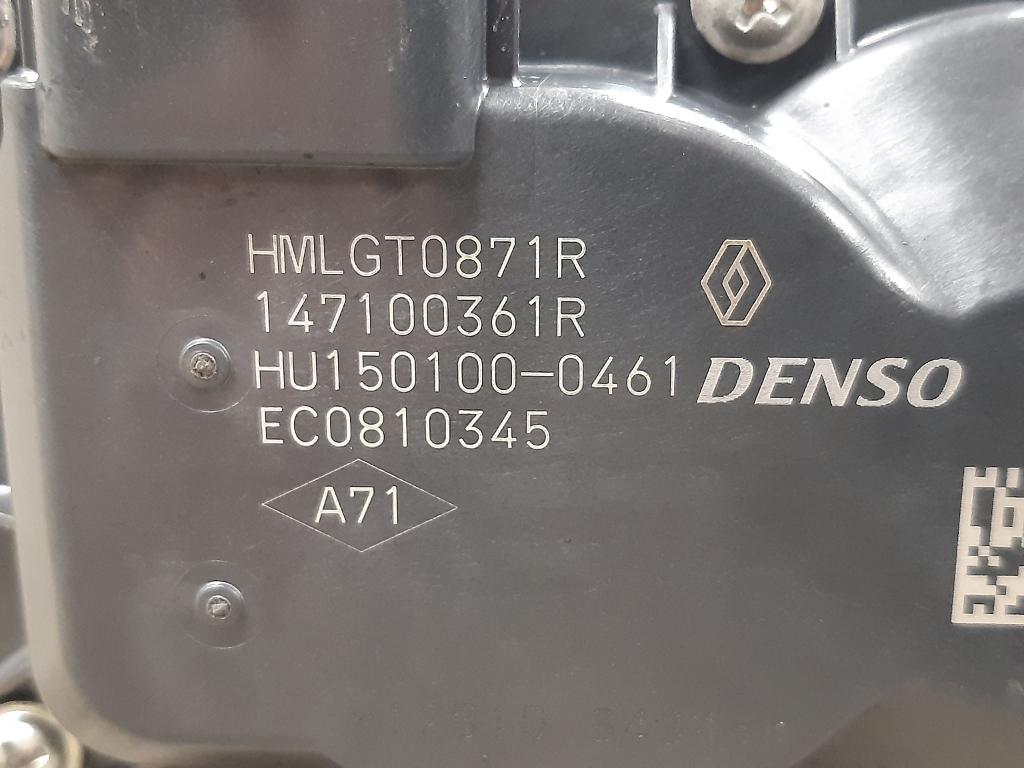 HMLGT0871R
147100361R
HU150100-0461
DENSO
EC0810345
A71